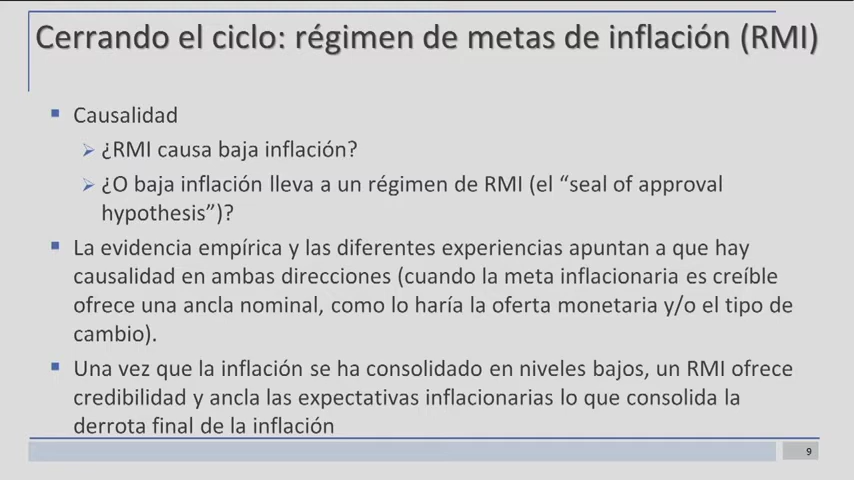 Cerrando el ciclo: régimen de metas de inflación (RMI)
Causalidad
¿RMI causa baja inflación?
¿O baja inflación lleva a un régimen de RMI (el “seal of approval
hypothesis”)?
La evidencia empírica y las diferentes experiencias apuntan a que hay
causalidad en ambas direcciones (cuando la meta inflacionaria es creíble
ofrece una ancla nominal, como lo haría la oferta monetaria y/o el tipo de
cambio).
Una vez que la inflación se ha consolidado en niveles bajos, un RMI ofrece
credibilidad y ancla las expectativas inflacionarias lo que consolida la
derrota final de la inflación
9